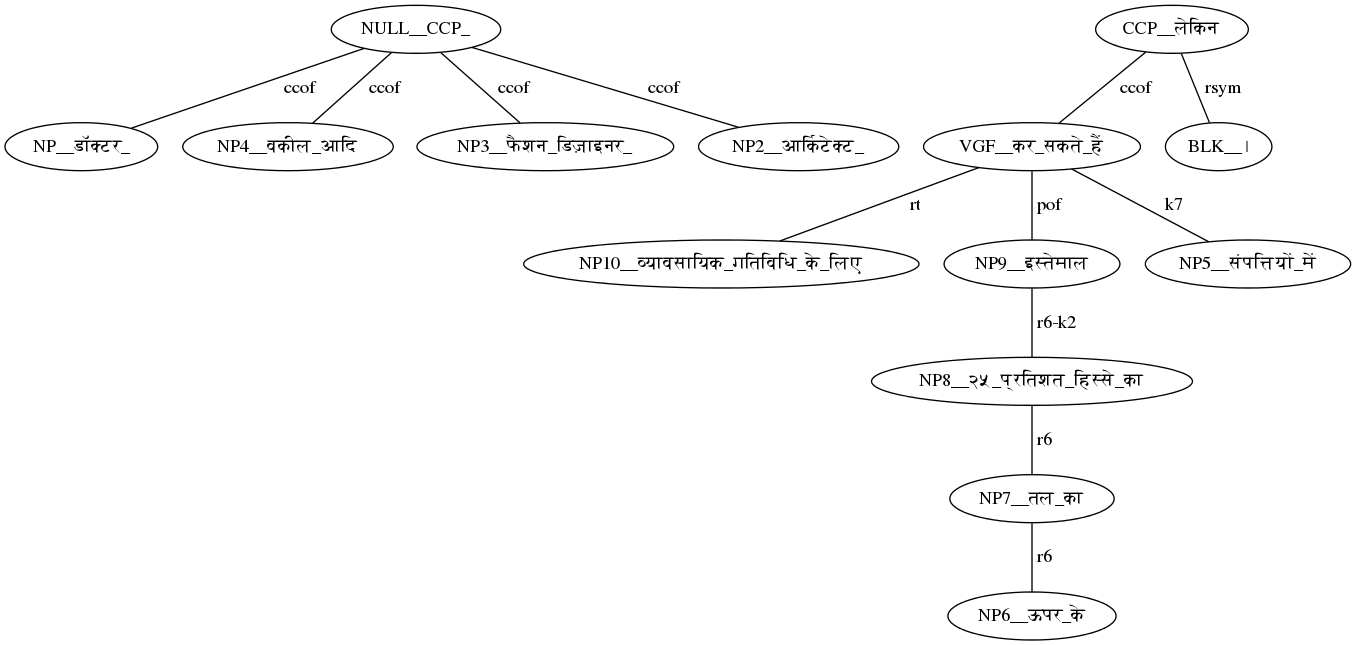 NULL__CCP_ CCP__लेकिन
ccof ccof ccof ccof ccof rsym
NP__डॉक्टर_ NP4__वकील_आदि NP3__फैशन_डिज़ाइनर_ NP2__आर्किटेक्ट_ VGF__कर_सकते_हैं BLK__।
rt pof k7
NP10__व्यावसायिक_गतिविधि_के_लिए NP9__इस्तेमाल NP5__संपत्तियों_में
r6-k2
NP8__२५_प्रतिशत_हिस्से_का
r6
NP7__तल_का
r6
NP6__ऊपर_के